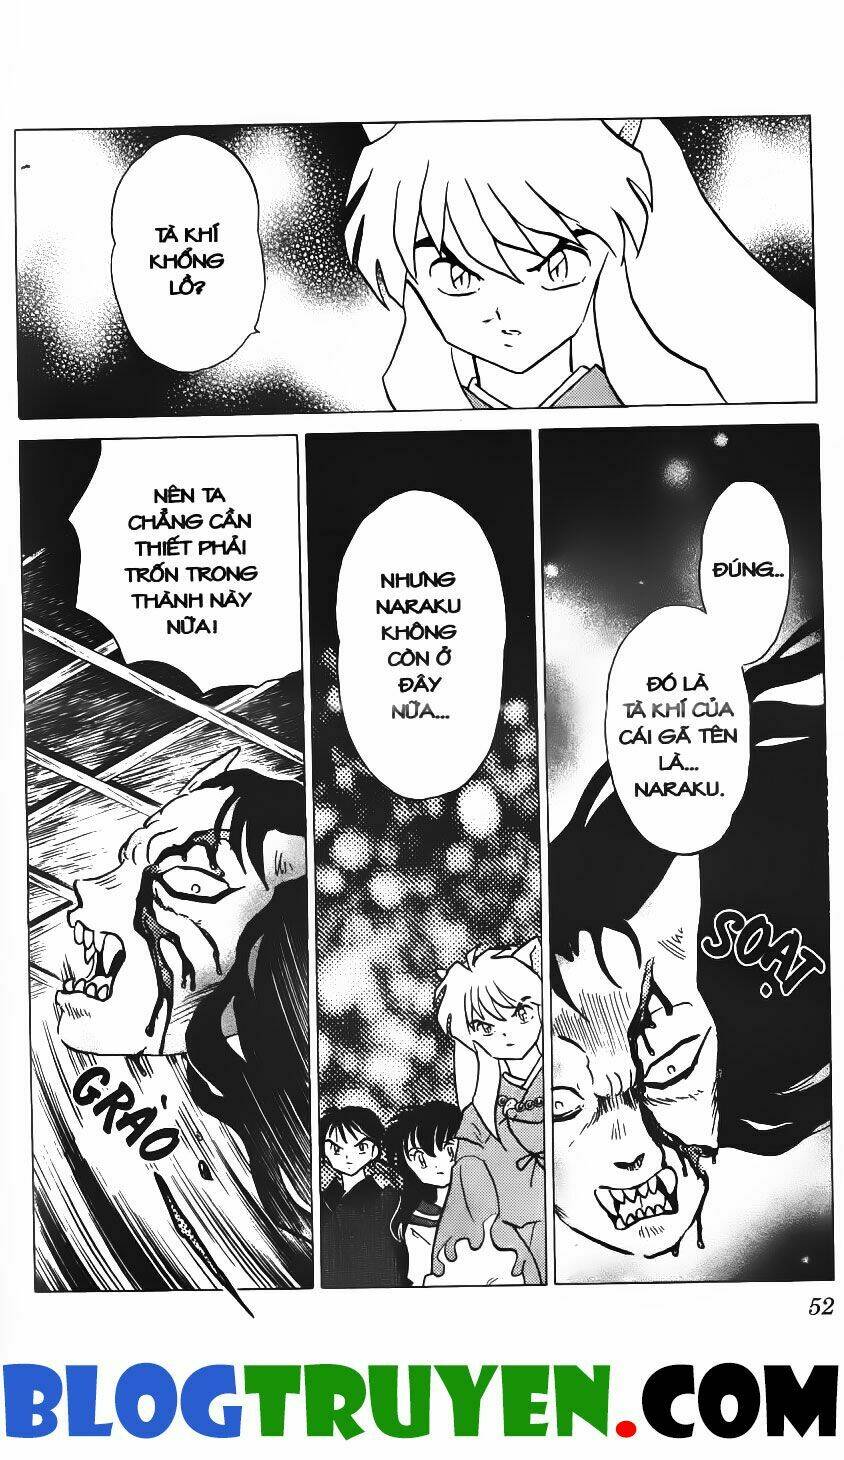 TÀ KHÍ
KHỔNG
LỒ?
ĐÚNG...
ĐÓ LÀ
TÀ KHÍ CỦA
CÁI GÃ TÊN
LÀ...
NARAKU.
SOẠT
NHƯNG
NARAKU
KHÔNG
CÒN Ở
ĐÂY
NỮA...
NÊN TA
CHẲNG CẦN
THIẾT PHẢI
TRỐN TRONG
THÀNH NÀY
NỮA!
GRÀO
52
BLOGTRUYEN.COM